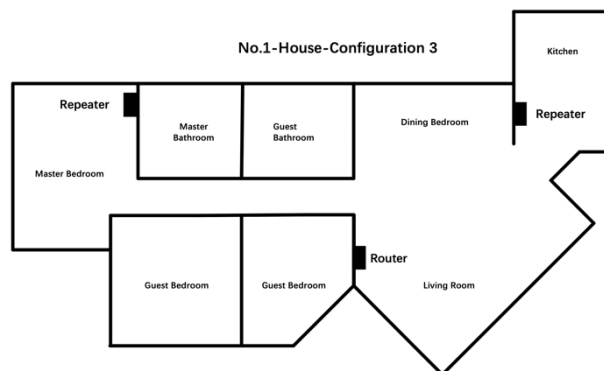 No.1-House-Configuration 3
Kitchen
Repeater
Repeater
Master
Bathroom
Guest
Bathroom
Dining Bedroom
Master Bedroom
Router
Guest Bedroom
Guest Bedroom
Living Room